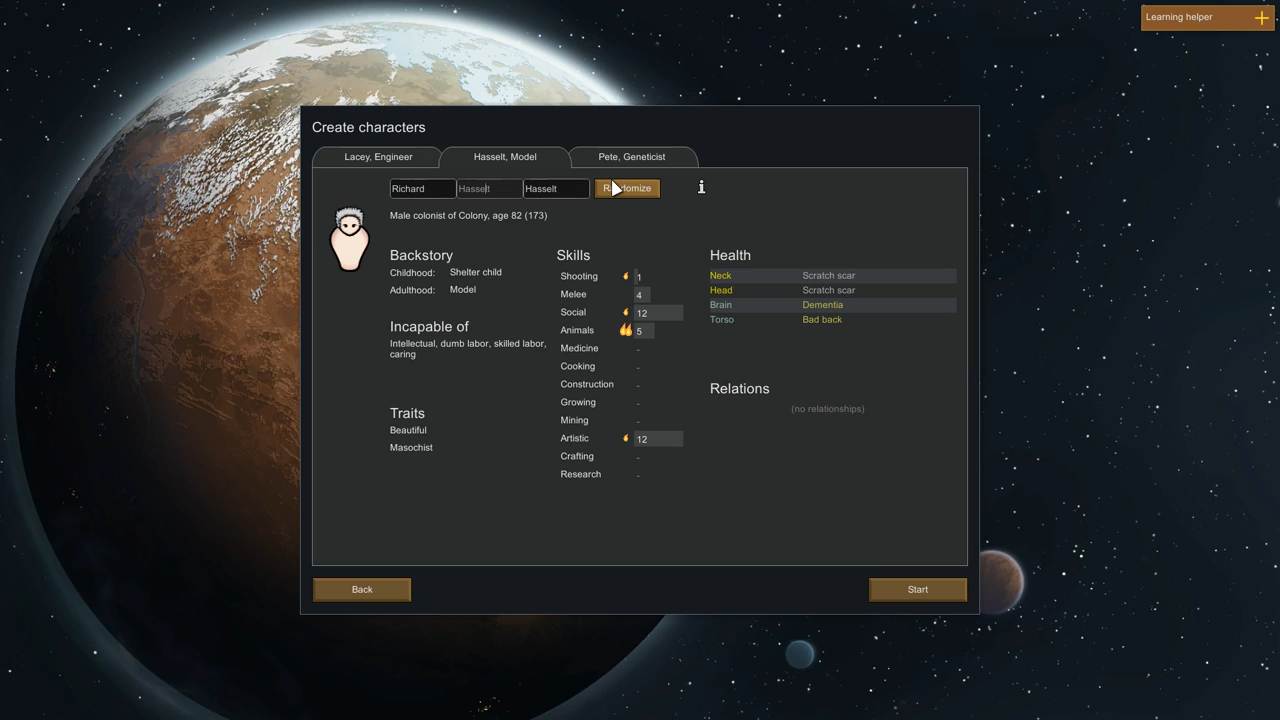 Learning helper
Create characters
Lacey, Engineer
Hasselt, Model
Pete, Geneticist
Richard
Hasselt
Hasselt
Randomize
Male colonist of Colony, age 82 (173)
Backstory
Childhood: Shelter child
Adulthood: Model
Incapable of
Intellectual, dumb labor, skilled labor,
caring
Traits
Beautiful
Masochist
Skills
Shooting 1
Melee 4
Social 12
Animals 5
Medicine -
Cooking -
Construction -
Growing -
Mining -
Artistic 12
Crafting -
Research -
Health
Neck Scratch scar
Head Scratch scar
Brain Dementia
Torso Bad back
Relations
(no relationships)
Back
Start